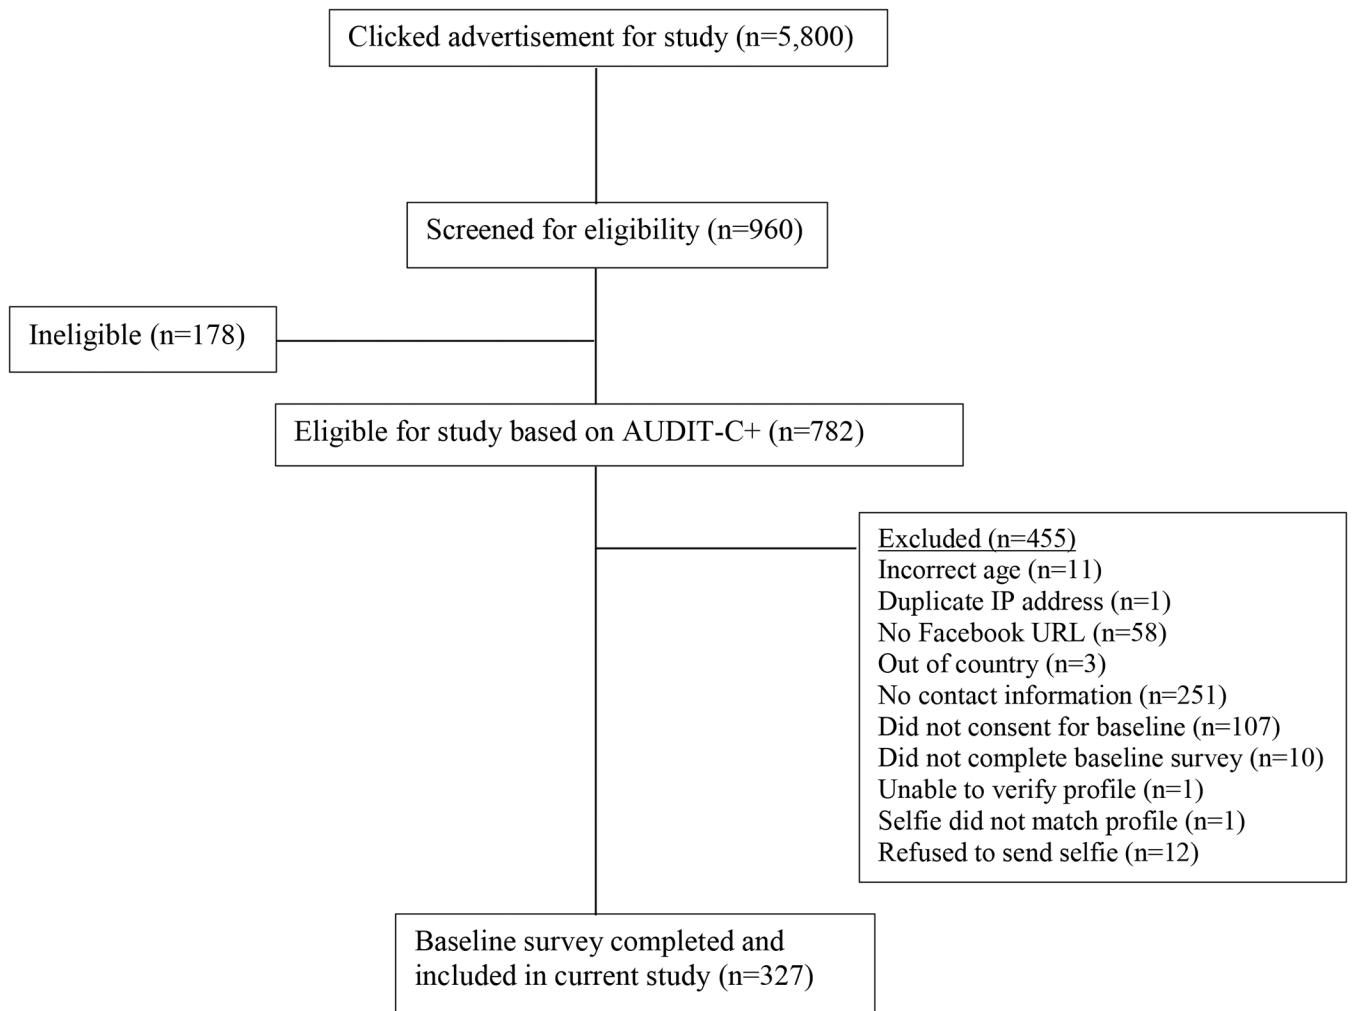 Clicked advertisement for study (n=5,800)
Screened for eligibility (n=960)
Ineligible (n=178)
Eligible for study based on AUDIT-C+ (n=782)
Excluded (n=455)
Incorrect age (n=11)
Duplicate IP address (n=1)
No Facebook URL (n=58)
Out of country (n=3)
No contact information (n=251)
Did not consent for baseline (n=107)
Did not complete baseline survey (n=10)
Unable to verify profile (n=1)
Selfie did not match profile (n=1)
Refused to send selfie (n=12)
Baseline survey completed and
included in current study (n=327)